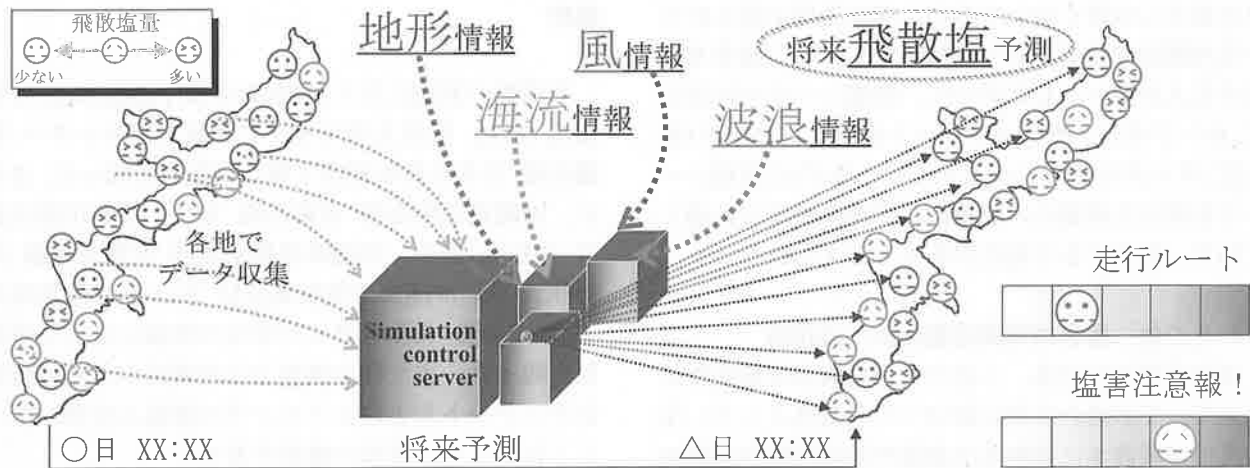 飛散塩量
少ない
多い
地形情報
風情報
将来飛散塩予測
海流情報
波浪情報
各地で
データ収集
Simulation
control
server
走行ルート
塩害注意報！
○日 XX:XX
将来予測
△日 XX:XX